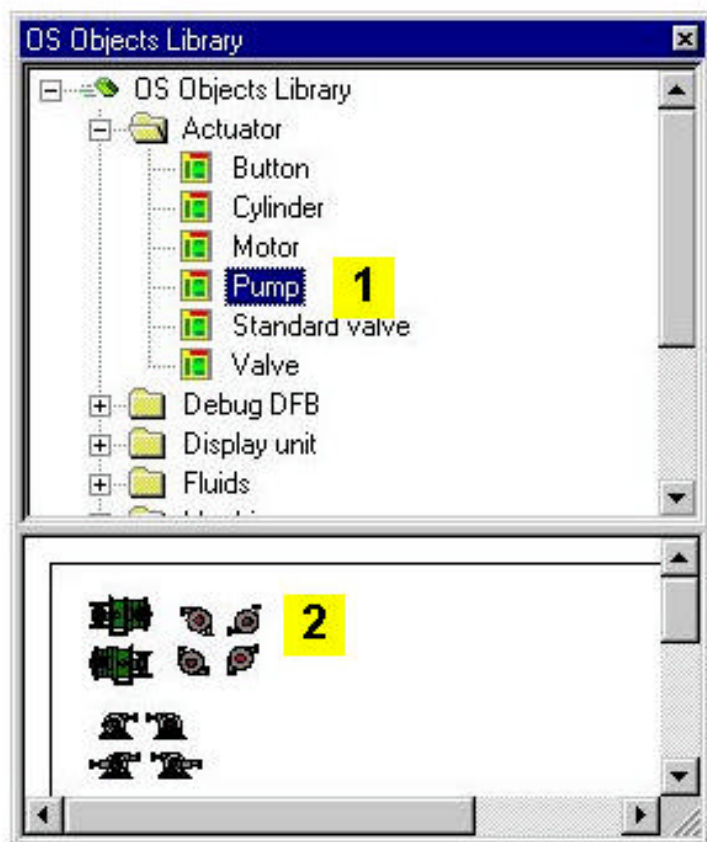 OS Objects Library
OS Objects Library
Actuator
Button
Cylinder
Motor
Pump 1
Standard valve
Valve
Debug DFB
Display unit
Fluids
2